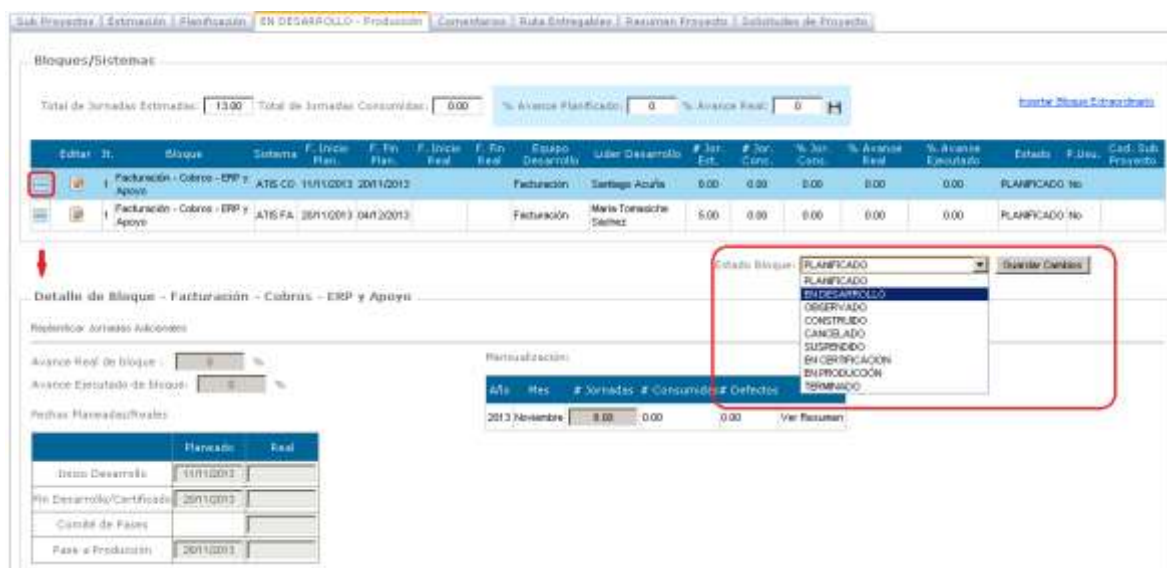 Sub Proyectos | Estimación | Planificación | EN DESARROLLO - Producción | Comentarios | Ruta Entregables | Resumen Proyecto | Solicitudes de Proyecto
Bloques/Sistemas
Total de Jornadas Estimadas: 13.00 Total de Jornadas Consumidas: 0.00 % Avance Planificado: 0 % Avance Real: 0
Insertar Bloque Extraordinario
Editar It. Bloque Sistema F. Inicio Plan. F. Fin Plan. F. Inicio Real F. Fin Real Equipo Desarrollo Lider Desarrollo # Jor. Est. # Jor. Cons. % Jor. Cons. % Avance Real % Avance Ejecutado Estado P.Usu. Cod. Sub Proyecto
1 Facturación - Cobros - ERP y Apoyo ATIS CO 11/11/2013 20/11/2013 Facturación Santiago Acuña 8.00 0.00 0.00 0.00 0.00 PLANIFICADO No
1 Facturación - Cobros - ERP y Apoyo ATIS FA 28/11/2013 04/12/2013 Facturación Maria 5.00 0.00 0.00 0.00 0.00 PLANIFICADO No
Estado Bloque: PLANIFICADO Guardar Cambios
PLANIFICADO
EN DESARROLLO
OBSERVADO
CONSTRUIDO
CANCELADO
SUSPENDIDO
EN CERTIFICACIÓN
EN PRODUCCIÓN
TERMINADO
Detalle de Bloque - Facturación - Cobros - ERP y Apoyo
Replanificar Jornadas Adicionales
Avance Real de bloque : 0 %
Avance Ejecutado de bloque: 0 %
Mensualización:
Año Mes # Jornadas # Consumidas # Defectos
2013 Noviembre 8.00 0.00 0.00 Ver Resumen
Fechas Planeadas/Reales
Planeado Real
Inicio Desarrollo 11/11/2013
Fin Desarrollo/Certificado 20/11/2013
Comité de Pases
Pase a Producción 20/11/2013